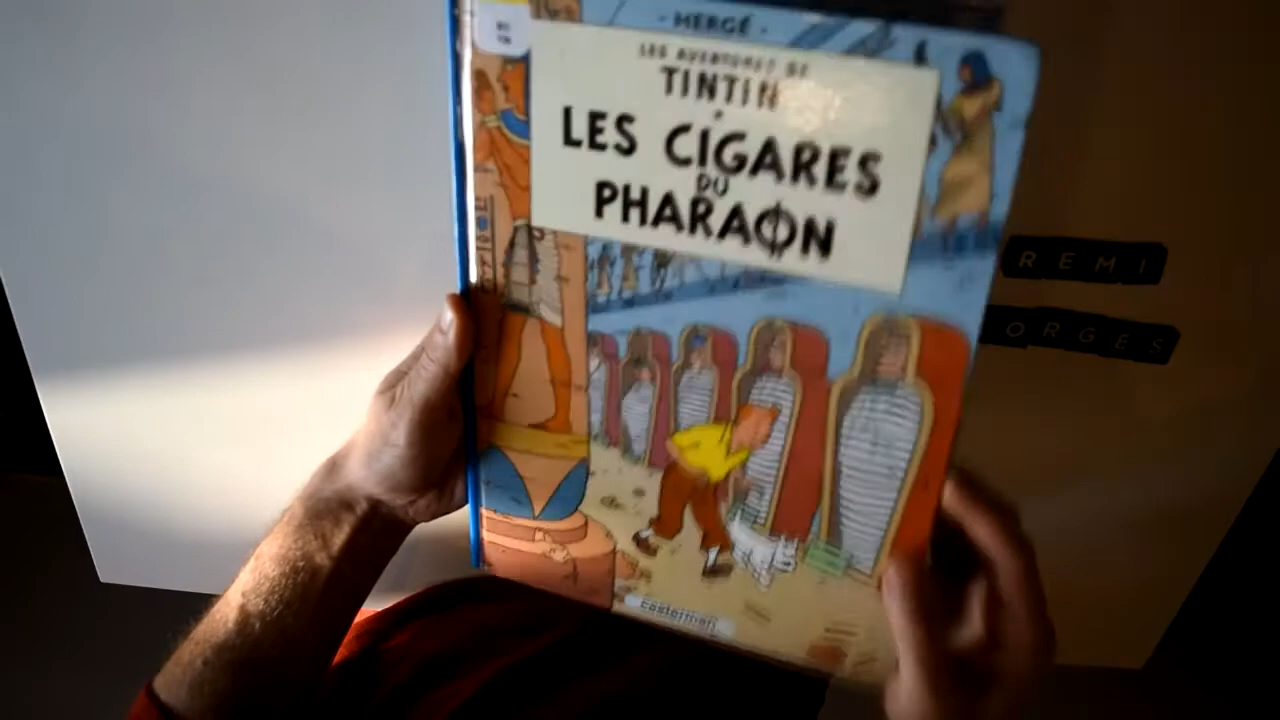 HERGÉ
LES AVENTURES DE
TINTIN
LES CIGARES
DU
PHARAON
casterman
REMI
ORGES